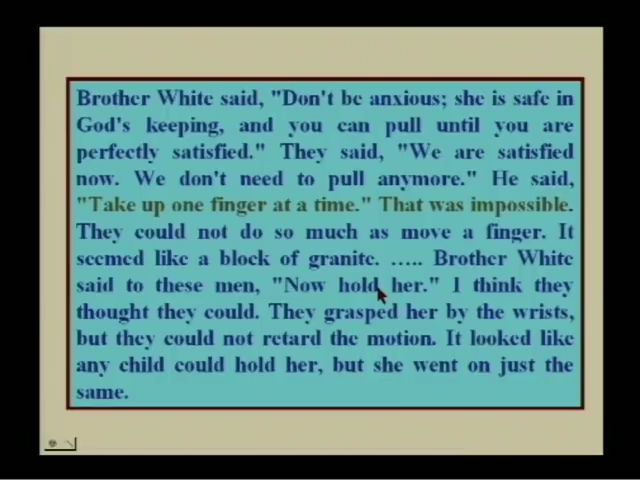 Brother White said, "Don't be anxious; she is safe in
God's keeping, and you can pull until you are
perfectly satisfied." They said, "We are satisfied
now. We don't need to pull anymore." He said,
"Take up one finger at a time." That was impossible.
They could not do so much as move a finger. It
seemed like a block of granite. ..... Brother White
said to these men, "Now hold her." I think they
thought they could. They grasped her by the wrists,
but they could not retard the motion. It looked like
any child could hold her, but she went on just the
same.